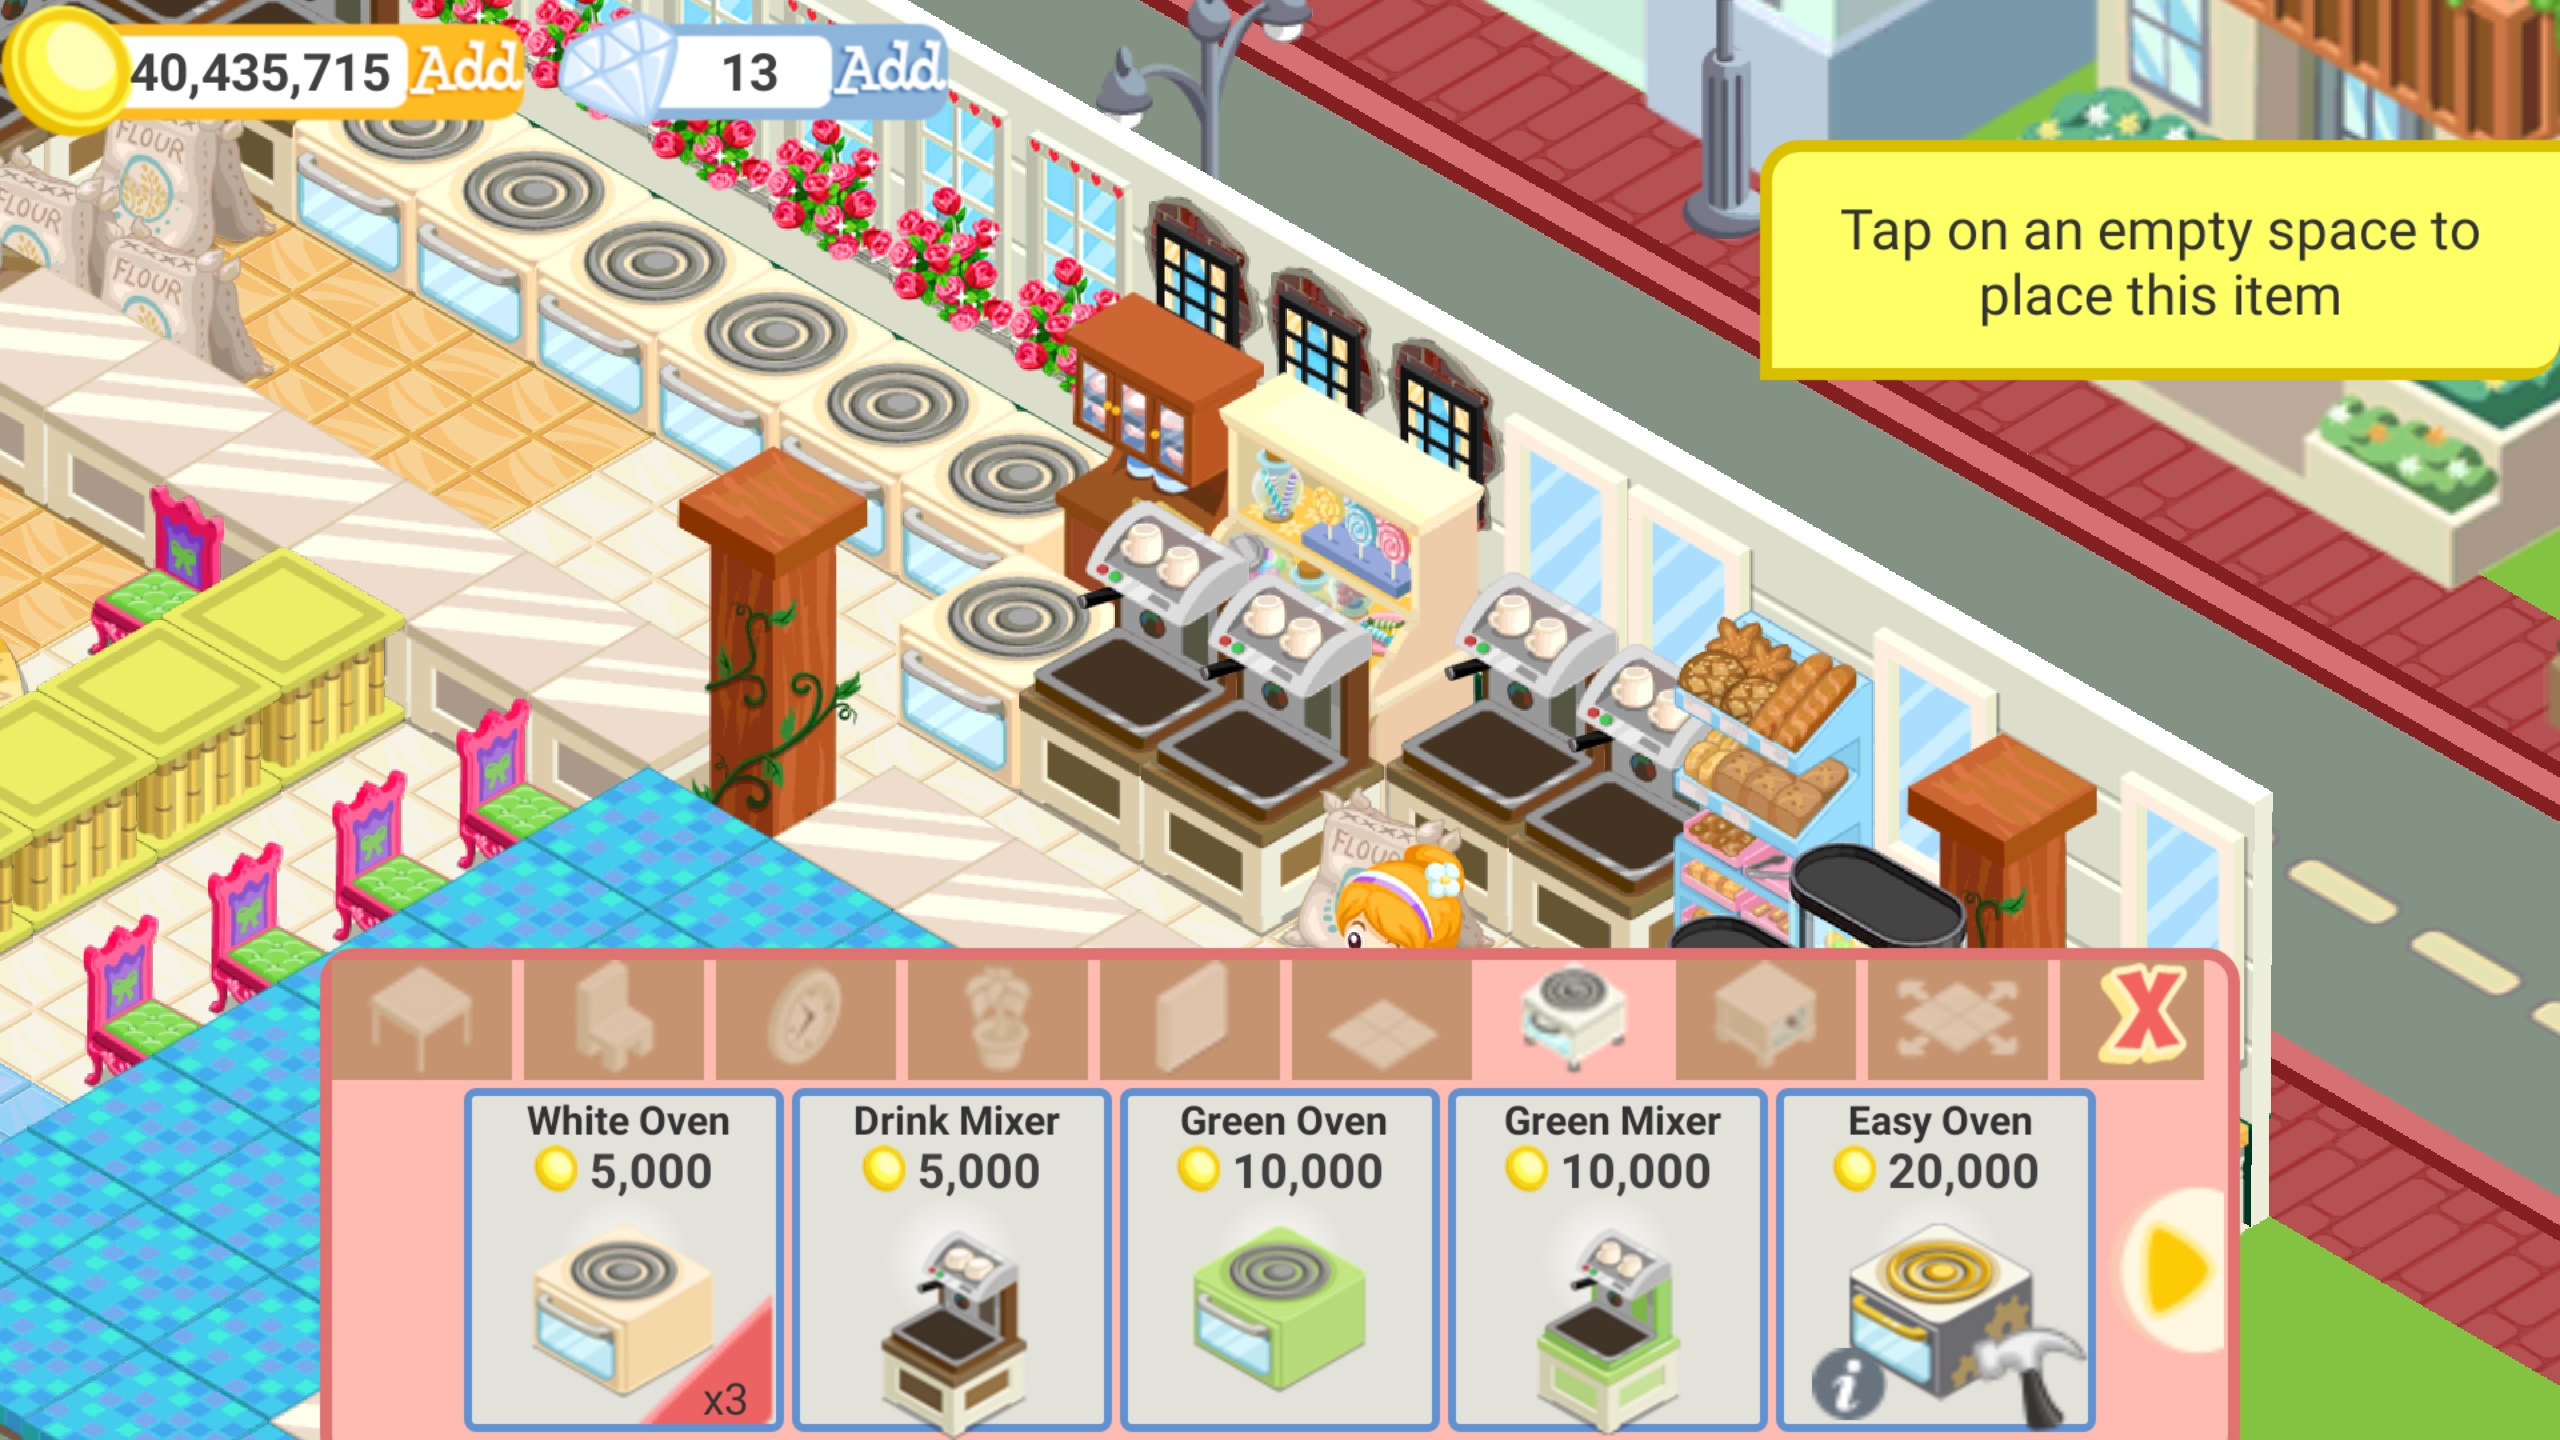 40,435,715 Add
13 Add
FLOUR
FLOUR
FLOUR
Tap on an empty space to
place this item
FLOUR
X
White Oven
5,000
x3
Drink Mixer
5,000
Green Oven
10,000
Green Mixer
10,000
Easy Oven
20,000
i